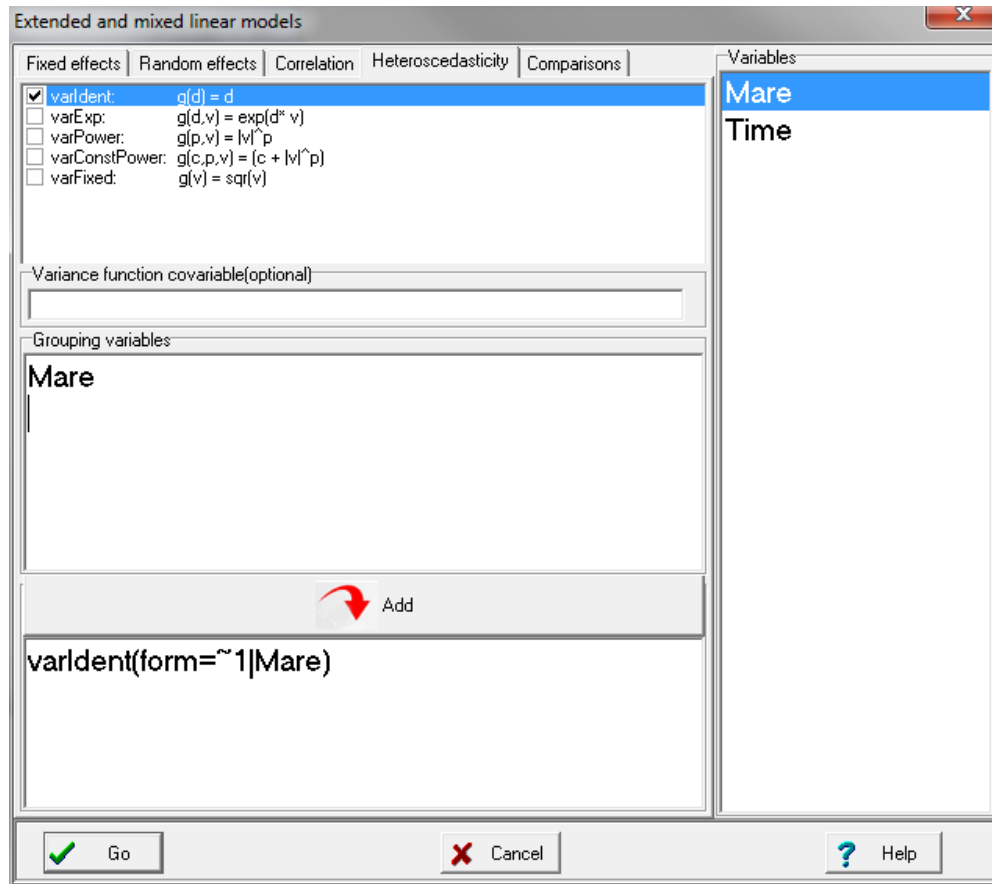 Extended and mixed linear models
x
Fixed effects Random effects Correlation Heteroscedasticity Comparisons
Variables
varIdent: g(d) = d
varExp: g(d,v) = exp(d* v)
varPower: g(p,v) = |v|^p
varConstPower: g(c,p,v) = (c + |v|^p)
varFixed: g(v) = sqr(v)
Mare
Time
Variance function covariable(optional)
Grouping variables
Mare
Add
varIdent(form=~1|Mare)
Go Cancel ? Help